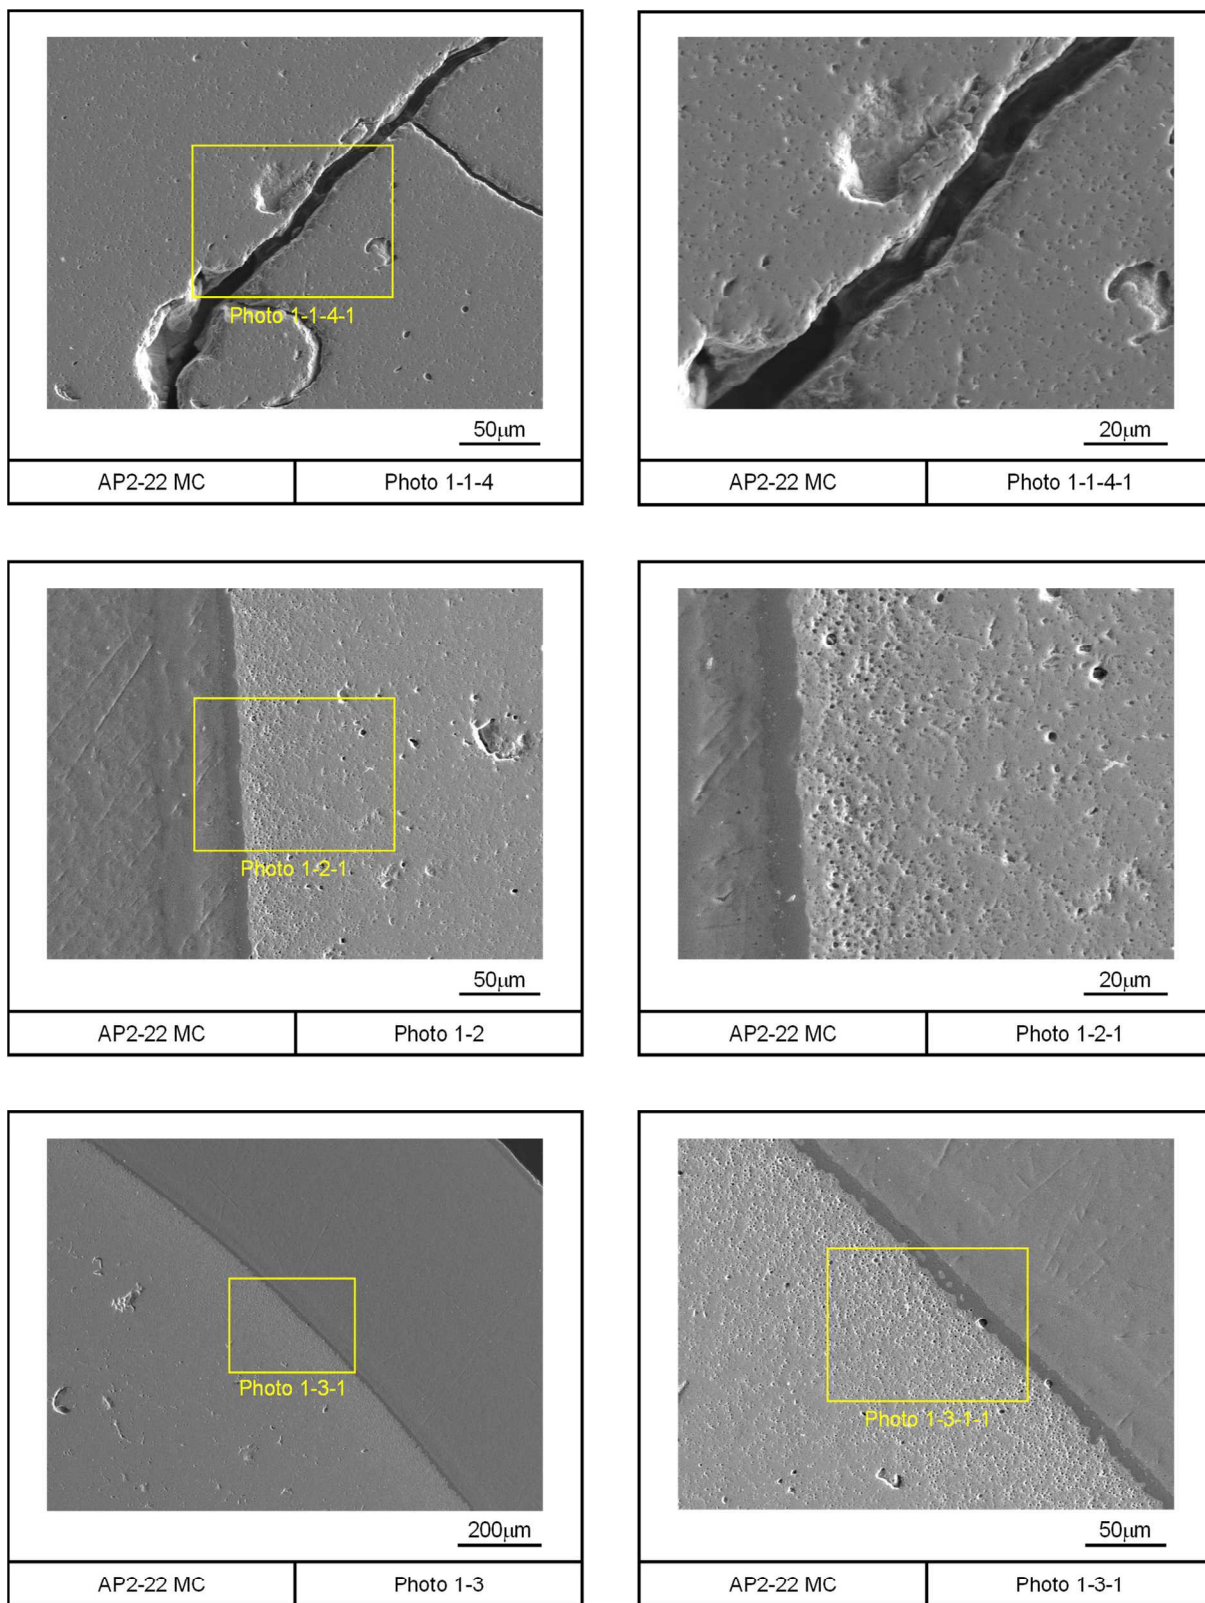 Photo 1-1-4-1
50μm
AP2-22 MC
Photo 1-1-4
20μm
AP2-22 MC
Photo 1-1-4-1
Photo 1-2-1
50μm
AP2-22 MC
Photo 1-2
20μm
AP2-22 MC
Photo 1-2-1
Photo 1-3-1
200μm
AP2-22 MC
Photo 1-3
Photo 1-3-1-1
50μm
AP2-22 MC
Photo 1-3-1